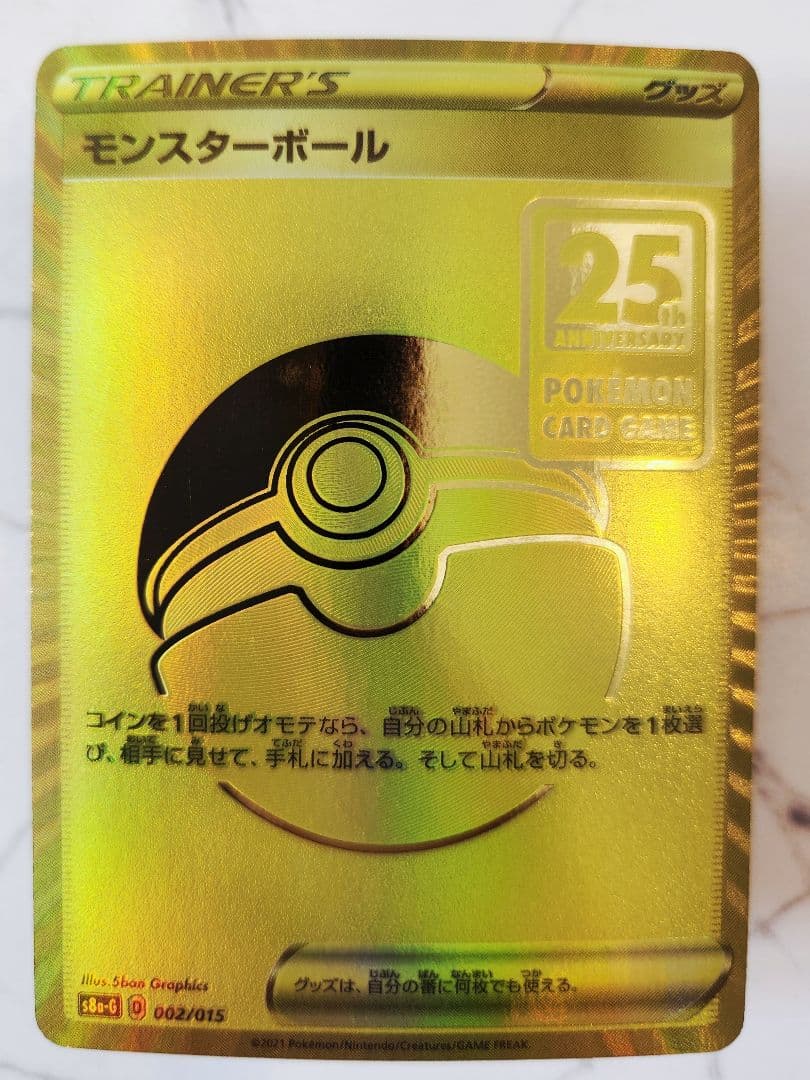 TRAINER'S
グッズ
モンスターボール
25th
ANNIVERSARY
POKÉMON
CARD GAME
コインを1回投げオモテなら、自分の山札からポケモンを1枚選
び、相手に見せて、手札に加える。そして山札を切る。
Illus. 5ban Graphics
グッズは、自分の番に何枚でも使える。
s8a-G D 002/015
©2021 Pokémon/Nintendo/Creatures/GAME FREAK.